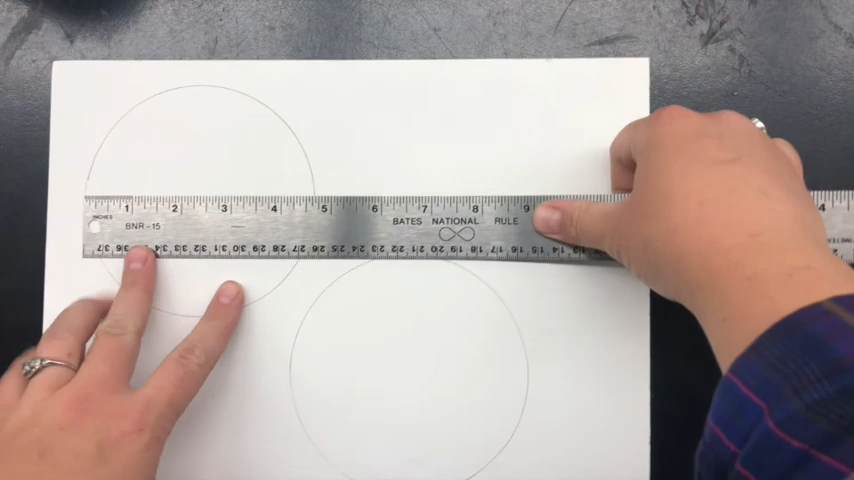 1 2 3 4 5 6 7 8 9 4
INCHES
BNR-15 BATES NATIONAL RULE
37 36 34 33 32 31 30 29 28 27 26 25 24 23 22 21 20 19 18 17 16 15 14